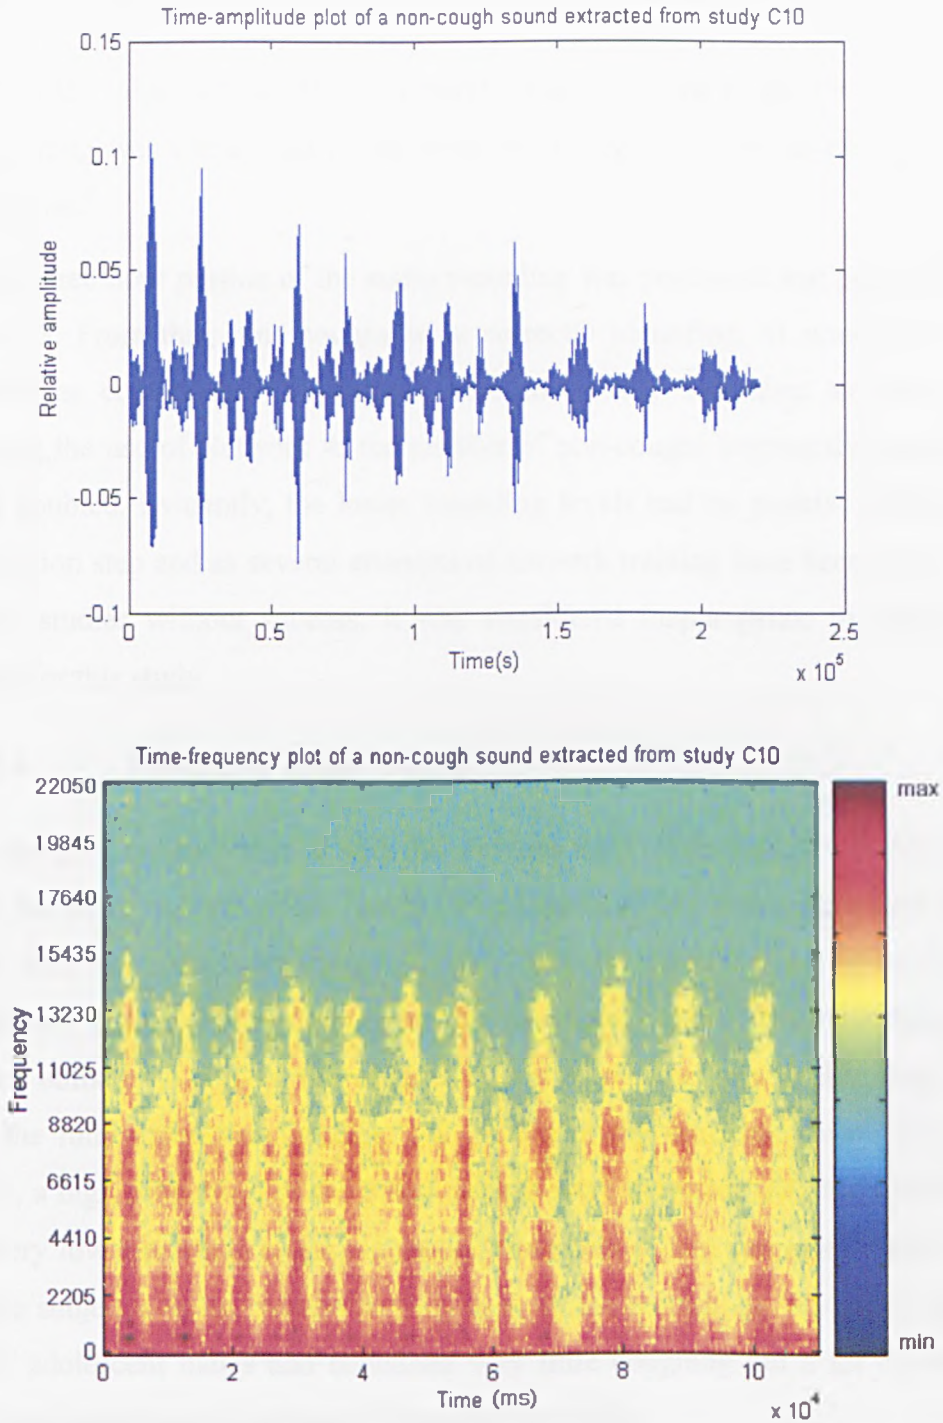 Time-amplitude plot of a non-cough sound extracted from study C10
0.15
0.1
0.05
0
-0.05
-0.1
Relative amplitude
0 0.5 1 1.5 2 2.5
Time(s)
x 10^5
Time-frequency plot of a non-cough sound extracted from study C10
22050
19845
17640
15435
13230
11025
8820
6615
4410
2205
0
Frequency
max
min
0 2 4 6 8 10
Time (ms)
x 10^4